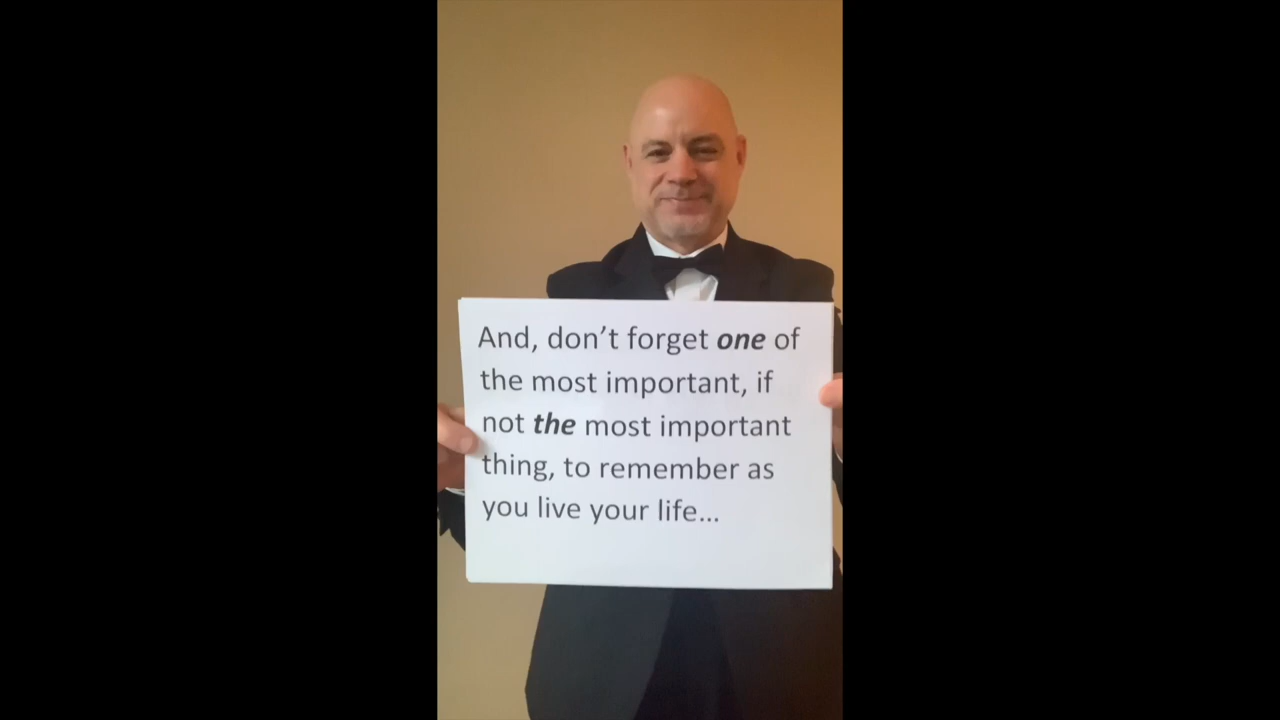 And, don’t forget one of
the most important, if
not the most important
thing, to remember as
you live your life...